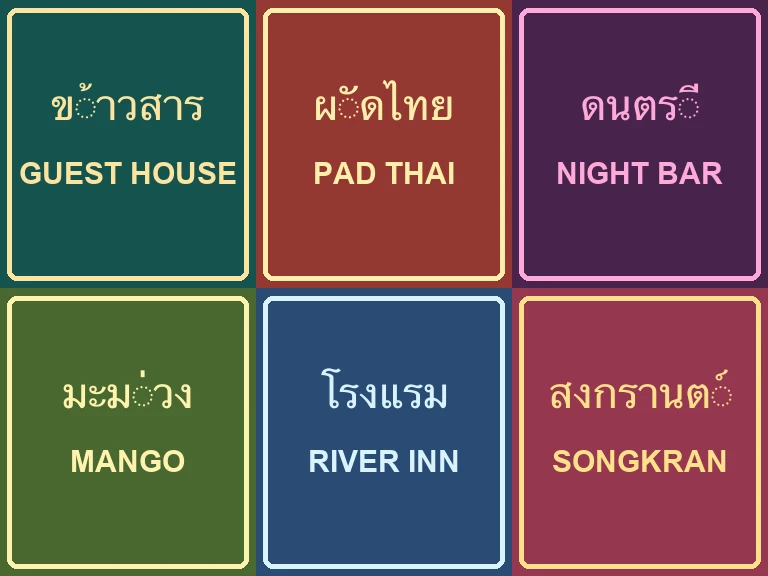 ข้าวสาร
GUEST HOUSE
ผัดไทย
PAD THAI
ดนตรี
NIGHT BAR
มะม่วง
MANGO
โรงแรม
RIVER INN
สงกรานต์
SONGKRAN